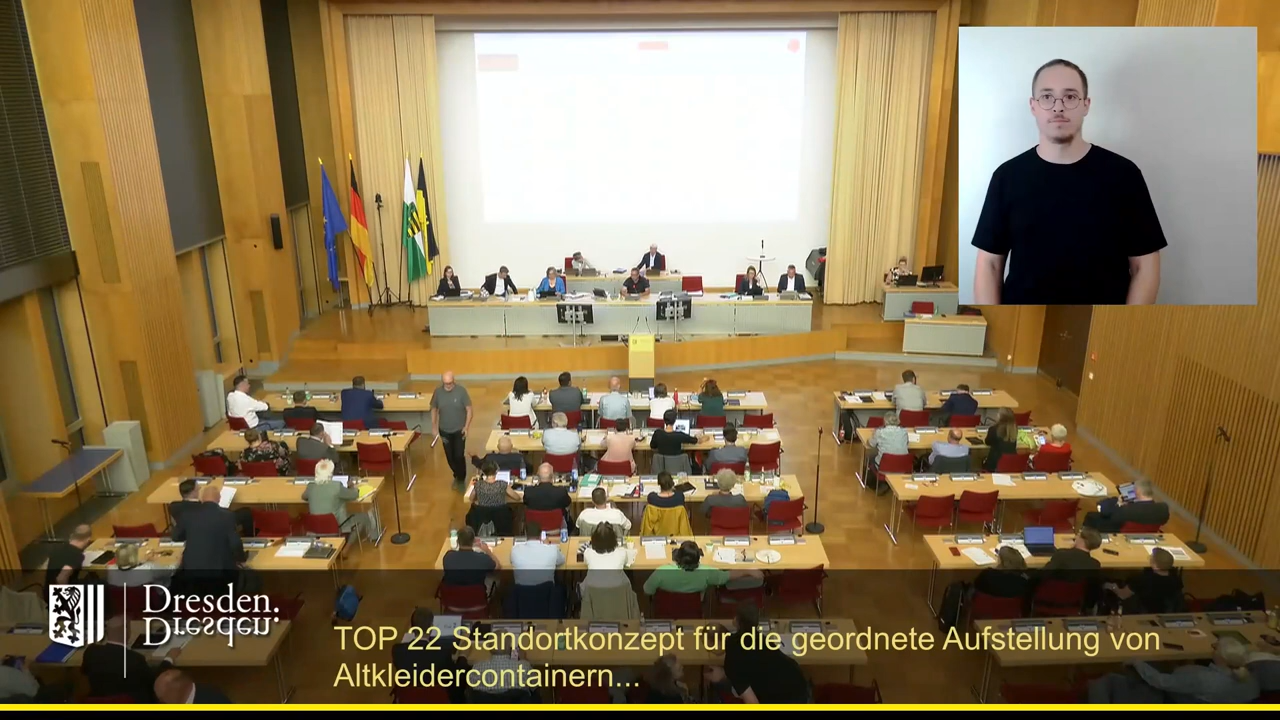 Dresden.
Dresden.
TOP 22 Standortkonzept für die geordnete Aufstellung von
Altkleidercontainern...